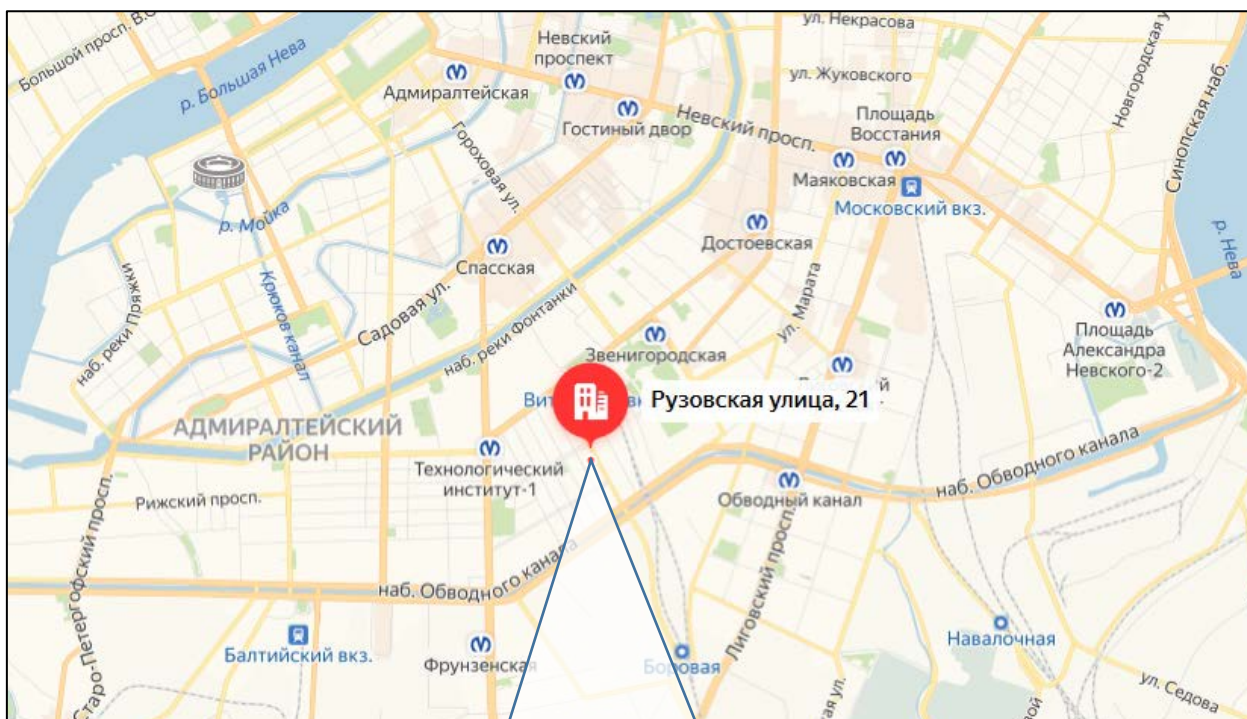 Большой просп. В.О.
р. Большая Нева
Невский
проспект
ул. Некрасова
ул. Жуковского
Новгородская у
Синопская наб.
Адмиралтейская
Гостиный двор
Невский просп.
Площадь
Восстания
Маяковская
Московский вкз.
Гороховая ул.
р. Мойка
наб. реки Пряжки
Крюков канал
Спасская
Садовая ул.
Достоевская
р. Нева
ул. Марата
наб. реки Фонтанки
Звенигородская
Площадь
Александра
Невского-2
Рузовская улица, 21
АДМИРАЛТЕЙСКИЙ
РАЙОН
Технологический
институт-1
Рижский просп.
Обводный канал
наб. Обводного канала
наб. Обводного канала
Старо-Петергофский просп.
Лиговский просп.
Балтийский вкз.
Фрунзенская
Боровая
Навалочная
ул. Седова